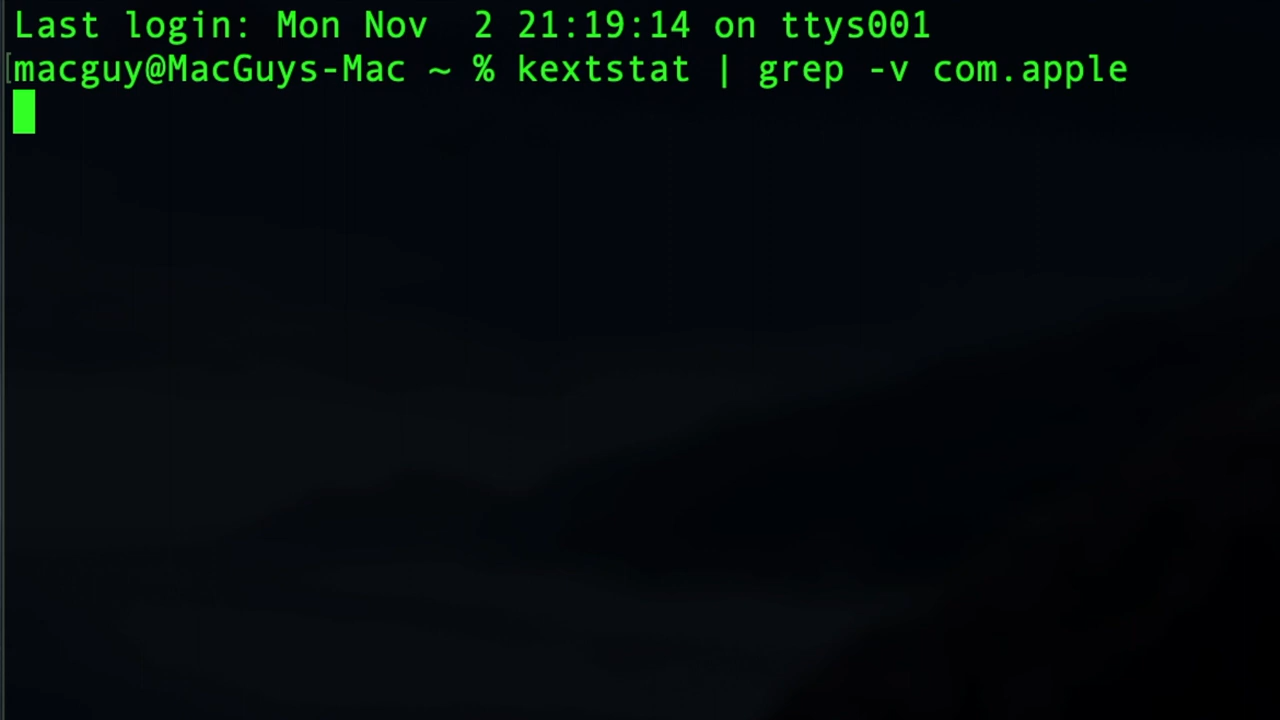 Last login: Mon Nov  2 21:19:14 on ttys001
[macguy@MacGuys-Mac ~ % kextstat | grep -v com.apple